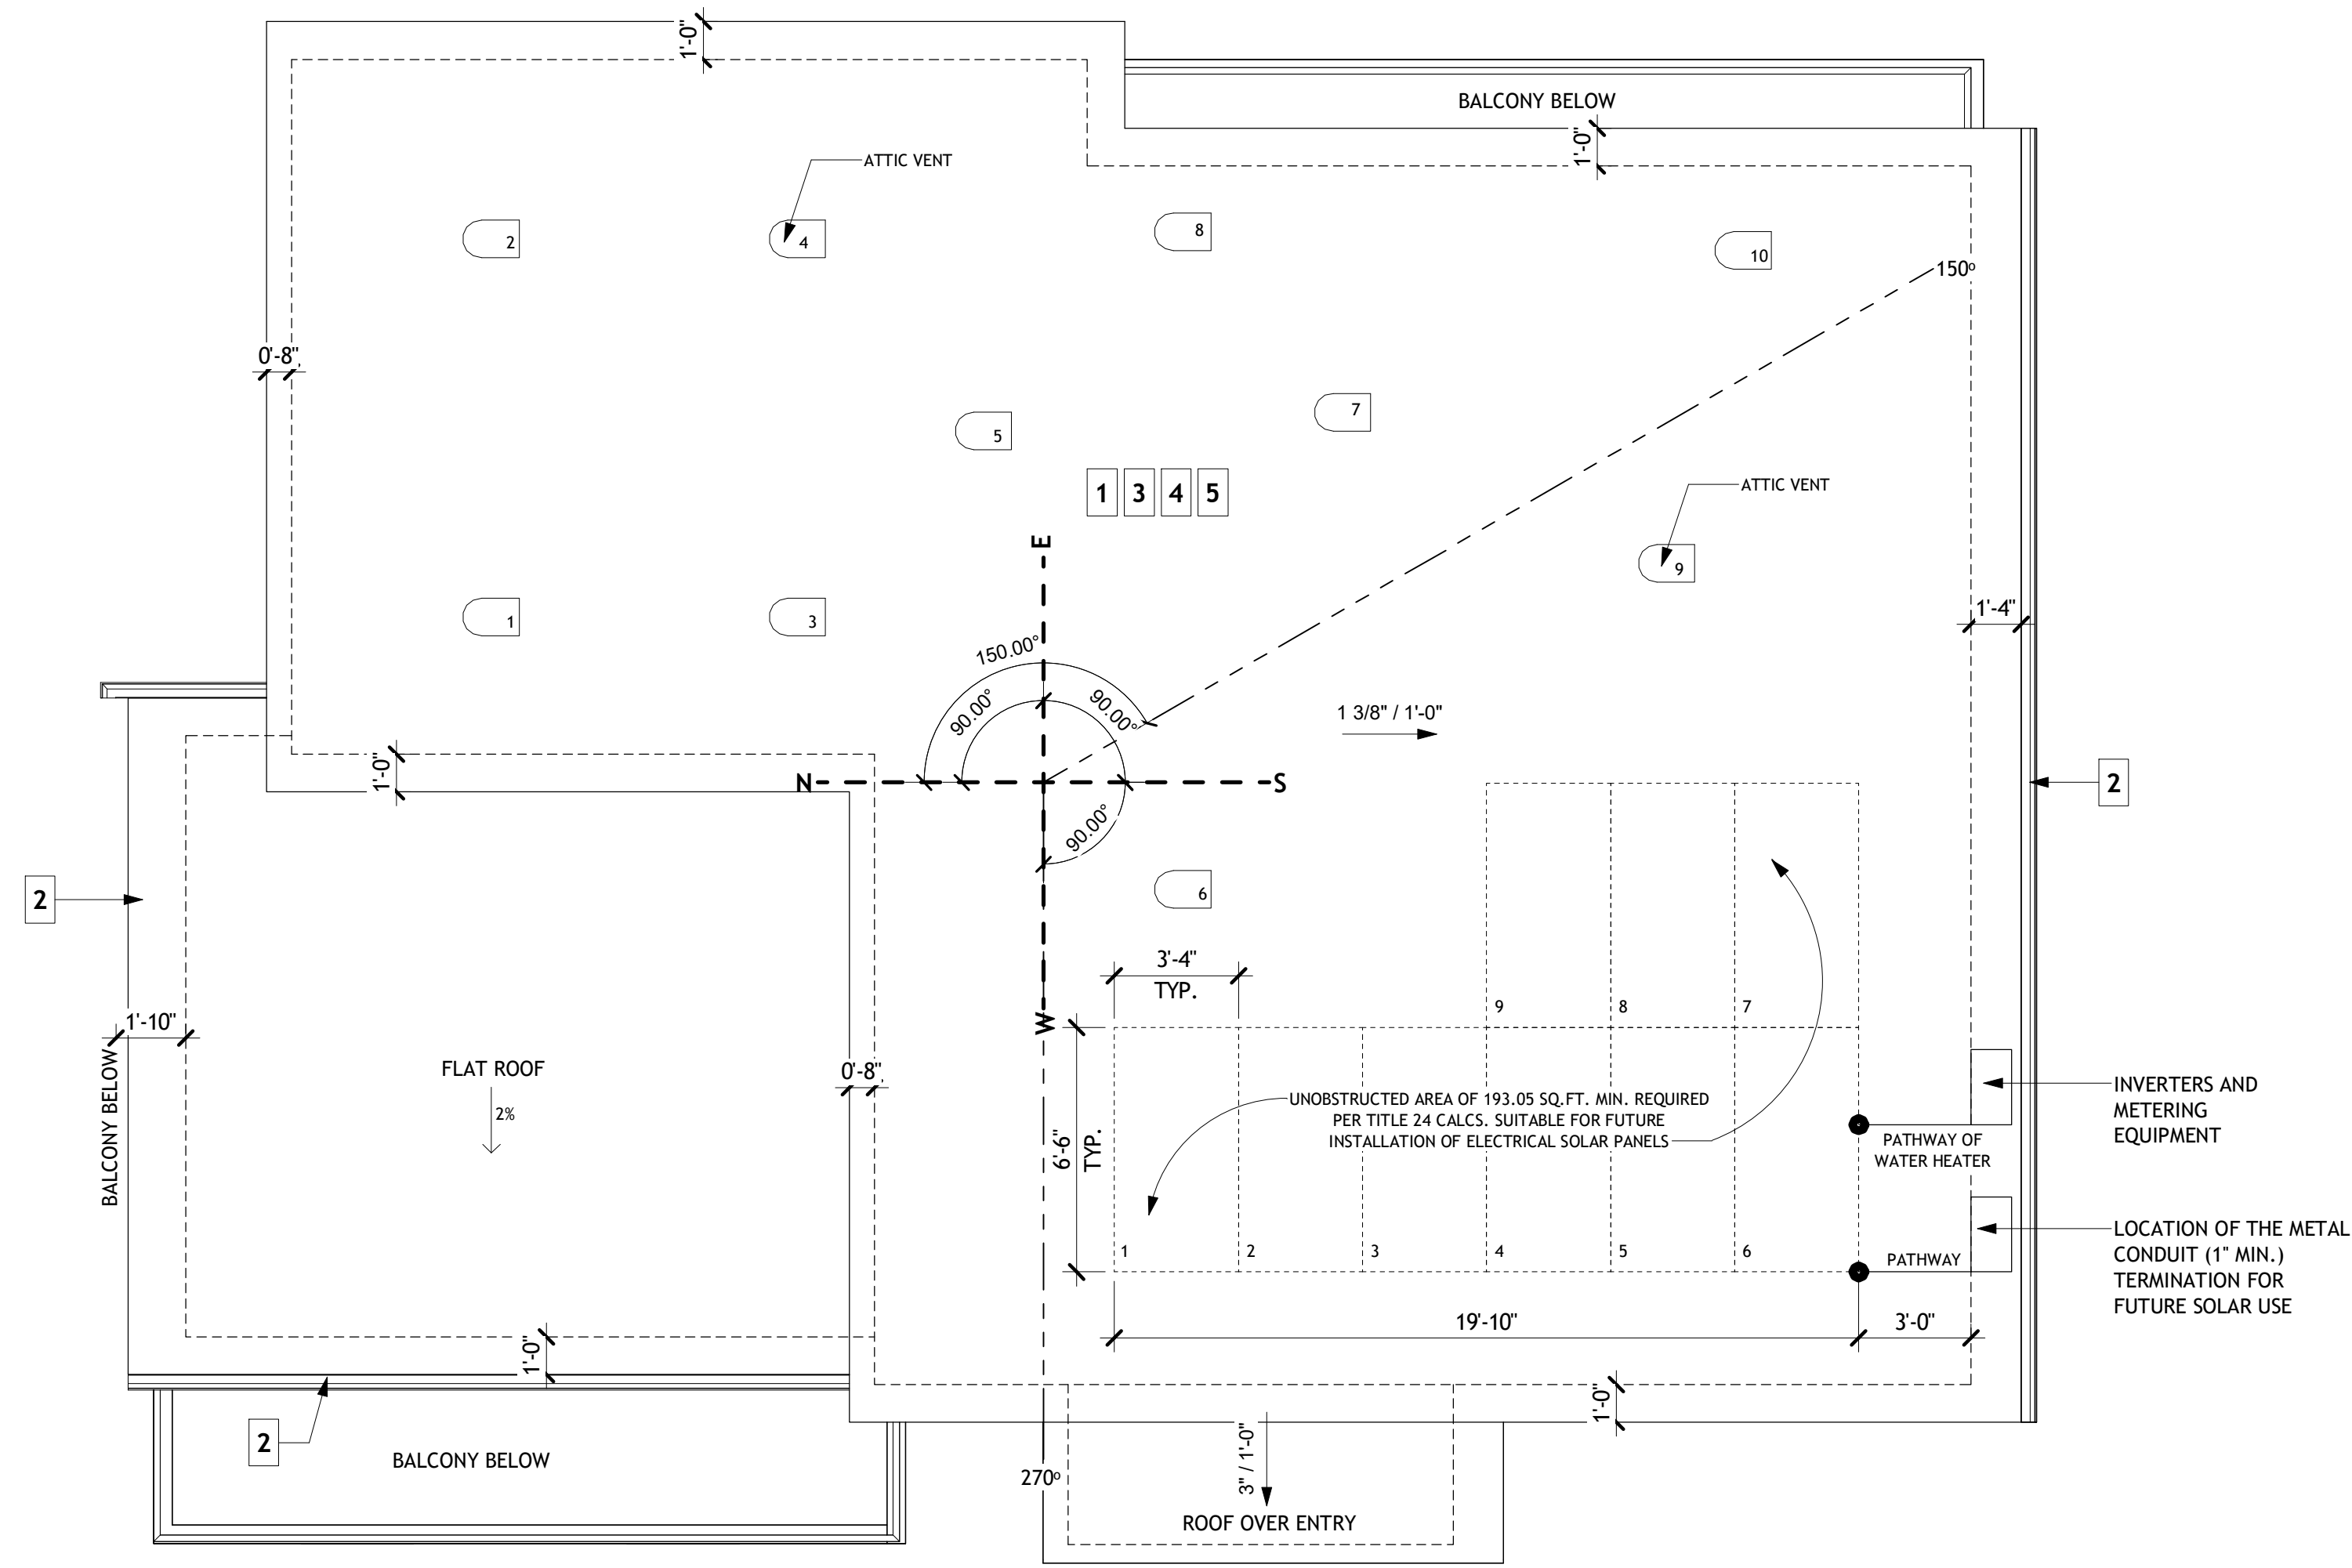 1'-0"
BALCONY BELOW
1'-0"
ATTIC VENT
2
4
8
10
150º
0'-8"
7
5
1 3 4 5
ATTIC VENT
E
9
1'-4"
1
3
150.00°
90.00°
90.00°
1 3/8" / 1'-0"
1'-0"
N
S
2
90.00°
2
6
3'-4"
TYP.
9
8
7
W
1'-10"
BALCONY BELOW
FLAT ROOF
2%
0'-8"
6'-6"
TYP.
UNOBSTRUCTED AREA OF 193.05 SQ.FT. MIN. REQUIRED
PER TITLE 24 CALCS. SUITABLE FOR FUTURE
INSTALLATION OF ELECTRICAL SOLAR PANELS
INVERTERS AND
METERING
EQUIPMENT
PATHWAY OF
WATER HEATER
1
2
3
4
5
6
PATHWAY
LOCATION OF THE METAL
CONDUIT (1" MIN.)
TERMINATION FOR
FUTURE SOLAR USE
19'-10"
3'-0"
1'-0"
1'-0"
2
BALCONY BELOW
270º
3" / 1'-0"
ROOF OVER ENTRY